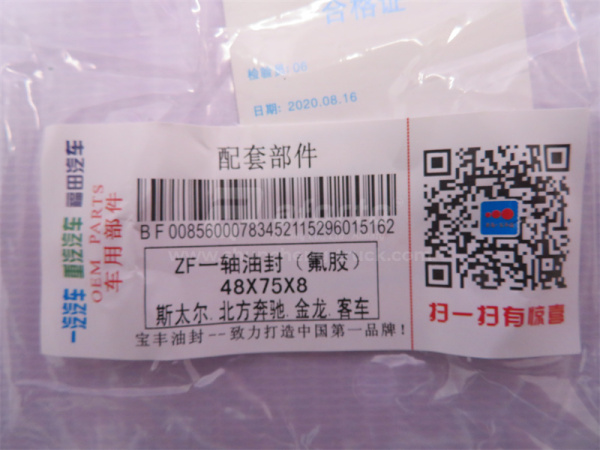 合格证
检验员: 06
日期: 2020.08.16
一汽汽车 重汽汽车 福田汽车
OEM PARTS
车用部件
配套部件
BF00856000783452115296015162
ZF一轴油封（氟胶）
48X75X8
斯太尔.北方奔驰.金龙.客车
宝丰油封--致力打造中国第一品牌!
扫一扫有惊喜